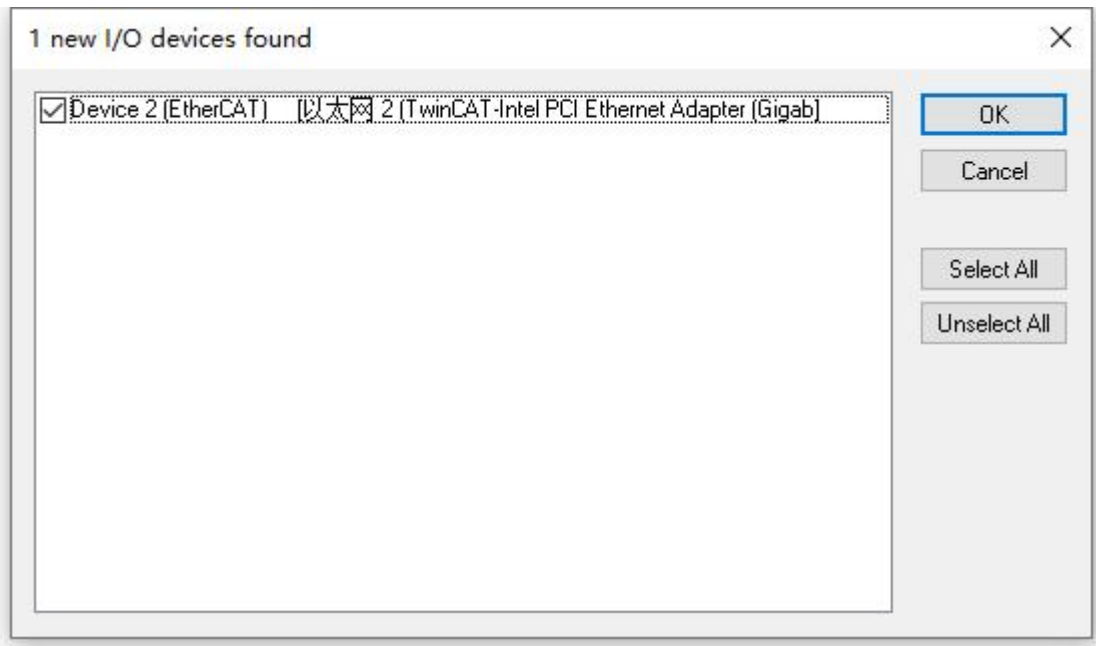 1 new I/O devices found
Device 2 (EtherCAT) [以太网 2 (TwinCAT-Intel PCI Ethernet Adapter (Gigab]
OK
Cancel
Select All
Unselect All